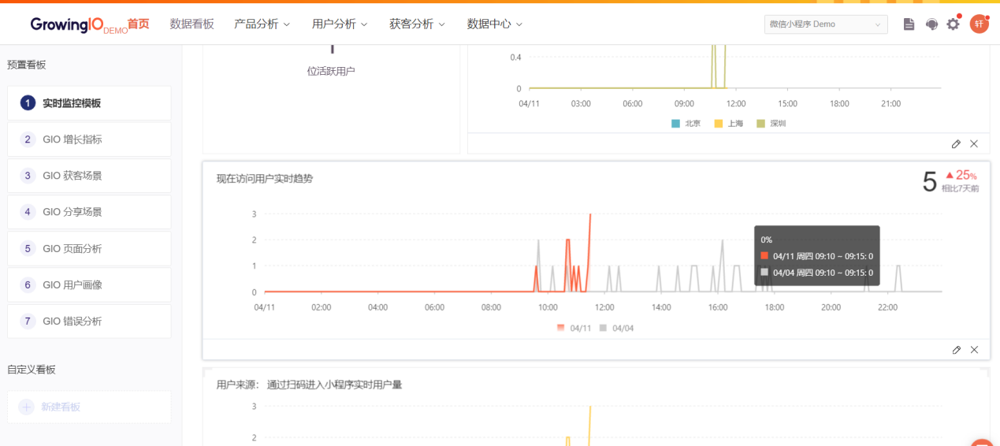 GrowingIO DEMO 首页 数据看板 产品分析 用户分析 获客分析 数据中心 微信小程序 Demo 轩
预置看板
1 实时监控模板
2 GIO 增长指标
3 GIO 获客场景
4 GIO 分享场景
5 GIO 页面分析
6 GIO 用户画像
7 GIO 错误分析
自定义看板
新建看板
位活跃用户
0.4
0
04/11 03:00 06:00 09:00 12:00 15:00 18:00 21:00
北京 上海 深圳
现在访问用户实时趋势
5 25%
相比7天前
3
2
1
0
0%
04/11 周四 09:10 ~ 09:15: 0
04/04 周四 09:10 ~ 09:15: 0
04/11 02:00 04:00 06:00 08:00 10:00 12:00 14:00 16:00 18:00 20:00 22:00
04/11 04/04
用户来源: 通过扫码进入小程序实时用户量
3
2